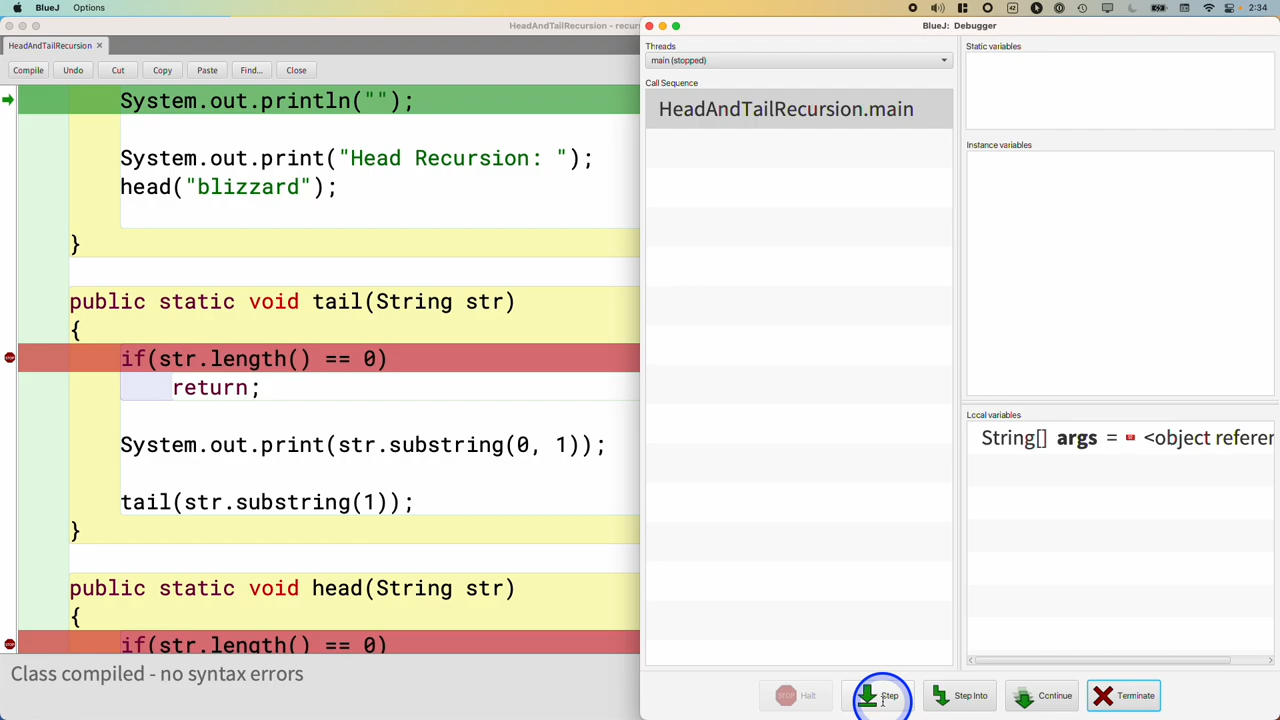 BlueJ Options
42
2:34
HeadAndTailRecursion - recur
BlueJ: Debugger
HeadAndTailRecursion ×
Compile Undo Cut Copy Paste Find... Close
System.out.println("");
System.out.print("Head Recursion: ");
head("blizzard");
}
public static void tail(String str)
{
if(str.length() == 0)
return;
System.out.print(str.substring(0, 1));
tail(str.substring(1));
}
public static void head(String str)
{
if(str.length() == 0)
Class compiled - no syntax errors
Threads
main (stopped)
Call Sequence
HeadAndTailRecursion.main
Static variables
Instance variables
Local variables
String[] args = <object referer
STOP Halt Step Step Into Continue Terminate